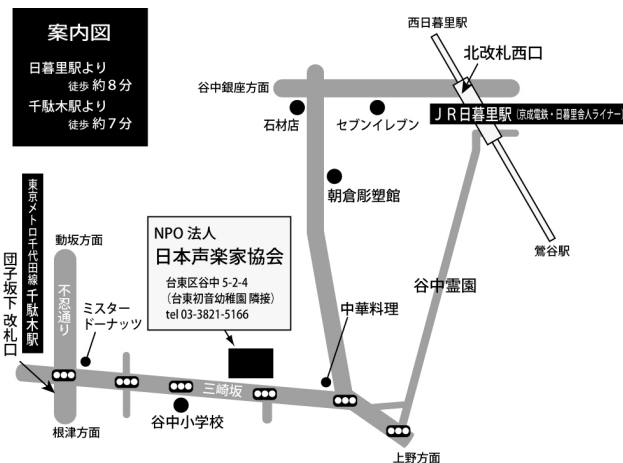 案内図
日暮里駅より
徒歩 約8分
千駄木駅より
徒歩 約7分
西日暮里駅
北改札西口
谷中銀座方面
石材店
セブンイレブン
JR日暮里駅(京成電鉄・日暮里舎人ライナー)
朝倉彫塑館
鶯谷駅
東京メトロ千代田線 千駄木駅
団子坂下 改札口
動坂方面
不忍通り
ミスター
ドーナッツ
NPO 法人
日本声楽家協会
台東区谷中 5-2-4
(台東初音幼稚園 隣接)
tel 03-3821-5166
谷中霊園
中華料理
三崎坂
谷中小学校
根津方面
上野方面